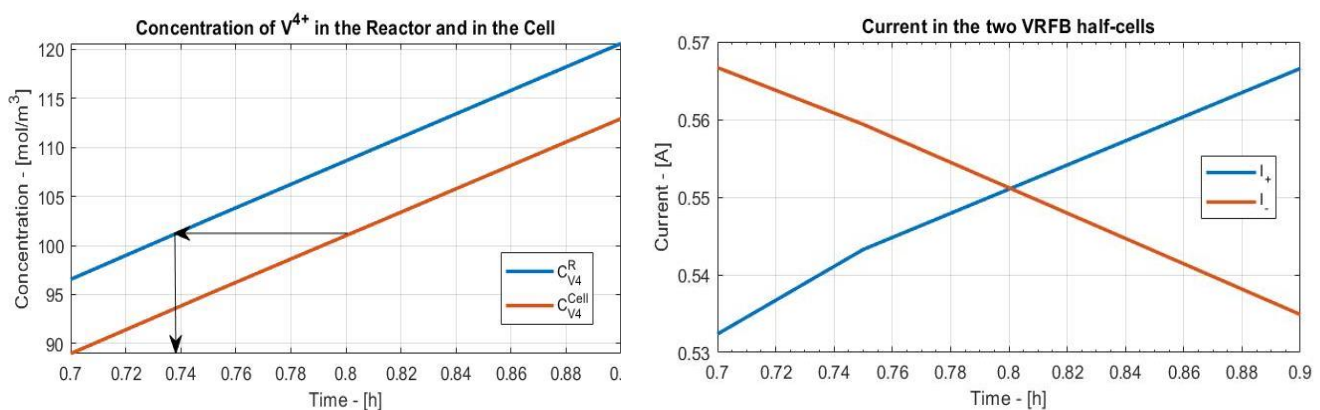 Concentration of V4+ in the Reactor and in the Cell
Concentration - [mol/m3]
120
115
110
105
100
95
90
0.7 0.72 0.74 0.76 0.78 0.8 0.82 0.84 0.86 0.88 0.
Time - [h]
CRV4
CCellV4
Current in the two VRFB half-cells
Current - [A]
0.57
0.56
0.55
0.54
0.53
0.7 0.72 0.74 0.76 0.78 0.8 0.82 0.84 0.86 0.88 0.9
Time - [h]
I+
I-